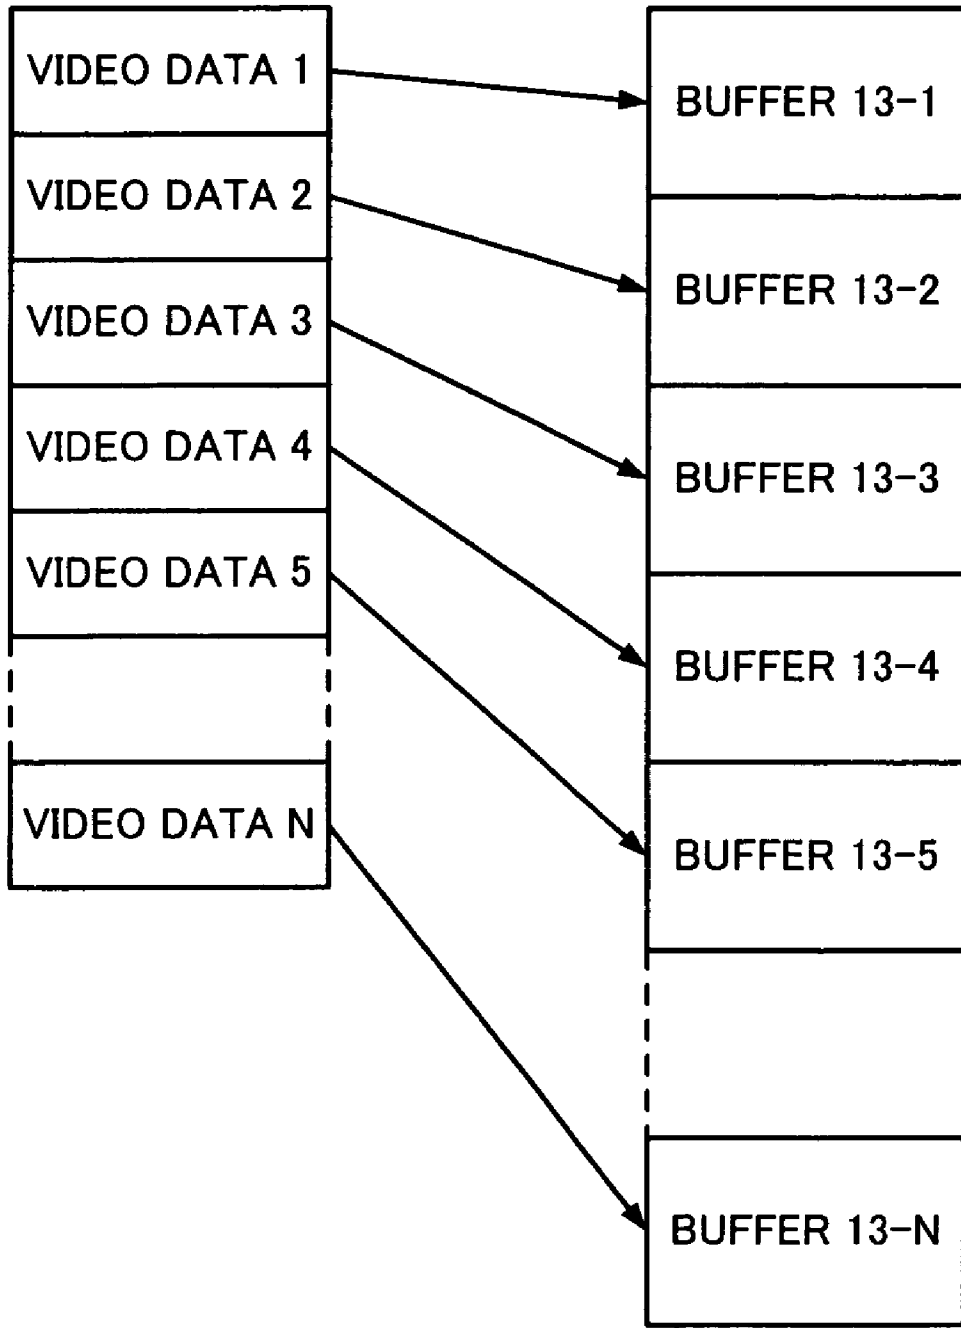 VIDEO DATA 1
VIDEO DATA 2
VIDEO DATA 3
VIDEO DATA 4
VIDEO DATA 5
VIDEO DATA N
BUFFER 13-1
BUFFER 13-2
BUFFER 13-3
BUFFER 13-4
BUFFER 13-5
BUFFER 13-N